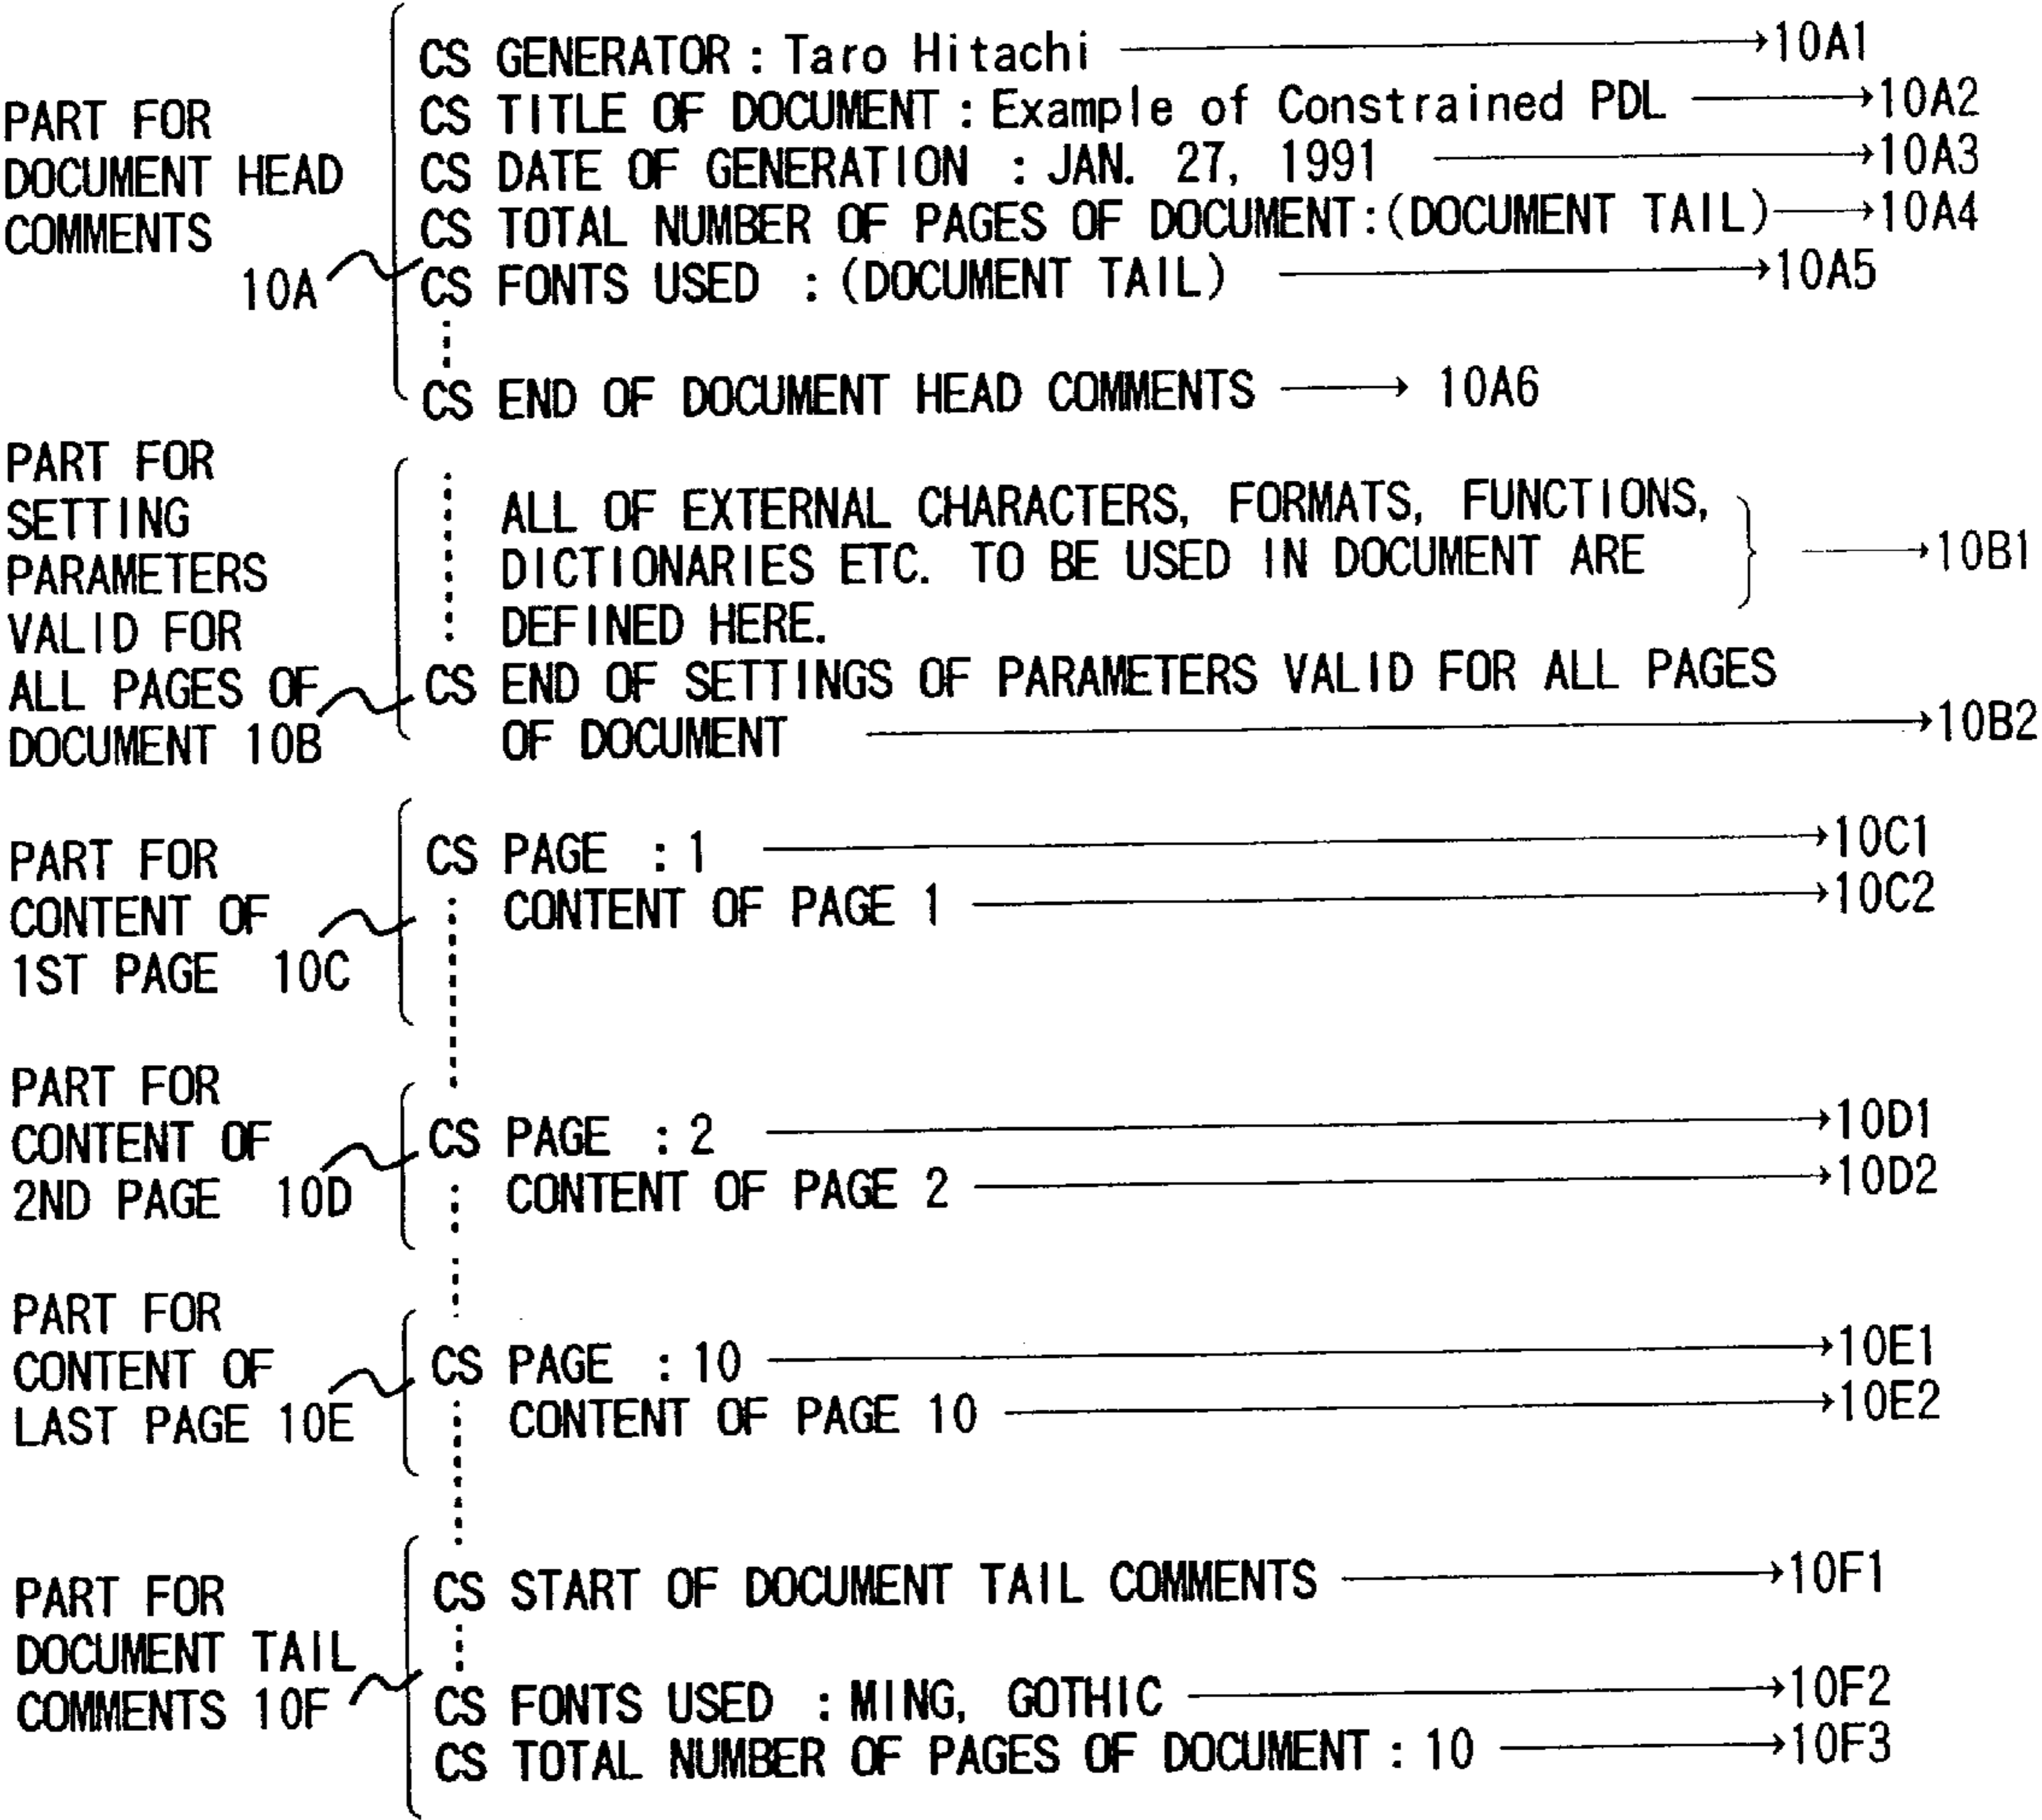 CS GENERATOR : Taro Hitachi 10A1
CS TITLE OF DOCUMENT : Example of Constrained PDL 10A2
CS DATE OF GENERATION : JAN. 27, 1991 10A3
CS TOTAL NUMBER OF PAGES OF DOCUMENT:(DOCUMENT TAIL) 10A4
CS FONTS USED : (DOCUMENT TAIL) 10A5
CS END OF DOCUMENT HEAD COMMENTS 10A6
PART FOR
DOCUMENT HEAD
COMMENTS
10A
PART FOR
SETTING
PARAMETERS
VALID FOR
ALL PAGES OF
DOCUMENT 10B
ALL OF EXTERNAL CHARACTERS, FORMATS, FUNCTIONS,
DICTIONARIES ETC. TO BE USED IN DOCUMENT ARE 10B1
DEFINED HERE.
CS END OF SETTINGS OF PARAMETERS VALID FOR ALL PAGES
OF DOCUMENT 10B2
PART FOR
CONTENT OF
1ST PAGE 10C
CS PAGE : 1 10C1
CONTENT OF PAGE 1 10C2
PART FOR
CONTENT OF
2ND PAGE 10D
CS PAGE : 2 10D1
CONTENT OF PAGE 2 10D2
PART FOR
CONTENT OF
LAST PAGE 10E
CS PAGE : 10 10E1
CONTENT OF PAGE 10 10E2
PART FOR
DOCUMENT TAIL
COMMENTS 10F
CS START OF DOCUMENT TAIL COMMENTS 10F1
CS FONTS USED : MING, GOTHIC 10F2
CS TOTAL NUMBER OF PAGES OF DOCUMENT : 10 10F3